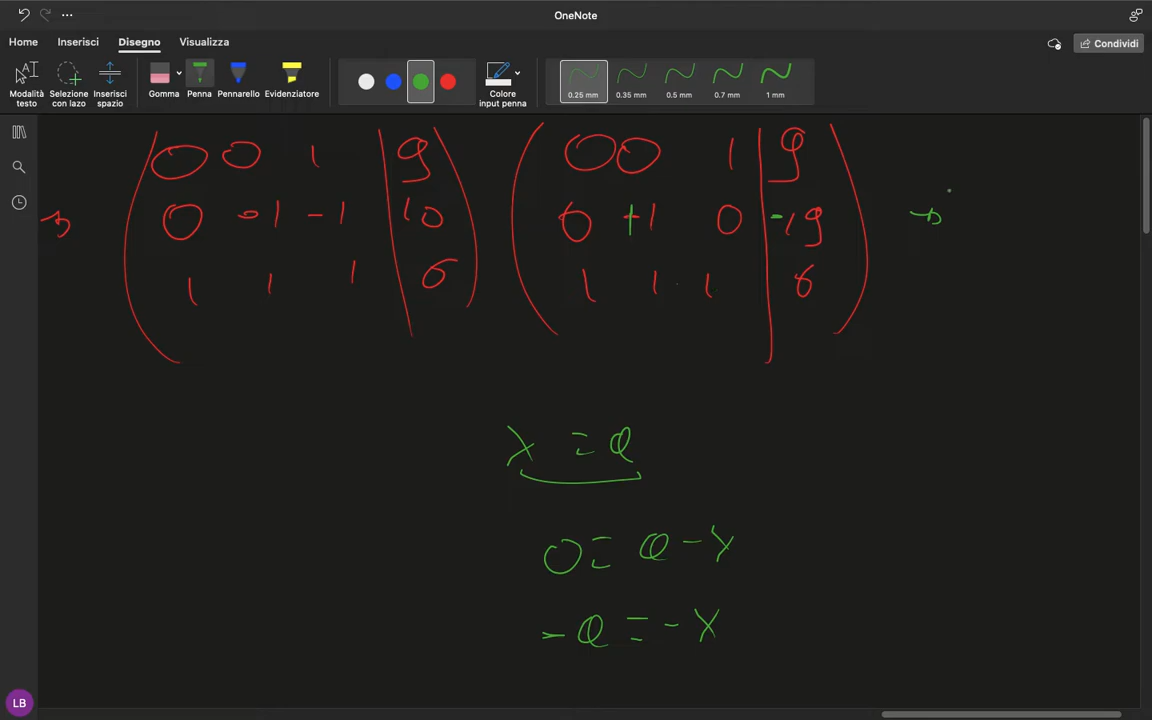 OneNote
Home Inserisci Disegno Visualizza
Condividi
Modalità testo Selezione con lazo Inserisci spazio Gomma Penna Pennarello Evidenziatore Colore input penna 0.25 mm 0.35 mm 0.5 mm 0.7 mm 1 mm
0 0 1 | 9 0 0 1 | 9
→ 0 -1 -1 | 10 0 +1 0 | -19 →
1 1 1 | 6 1 1 1 | 6
x = a
0 = a - x
- a = - x
LB